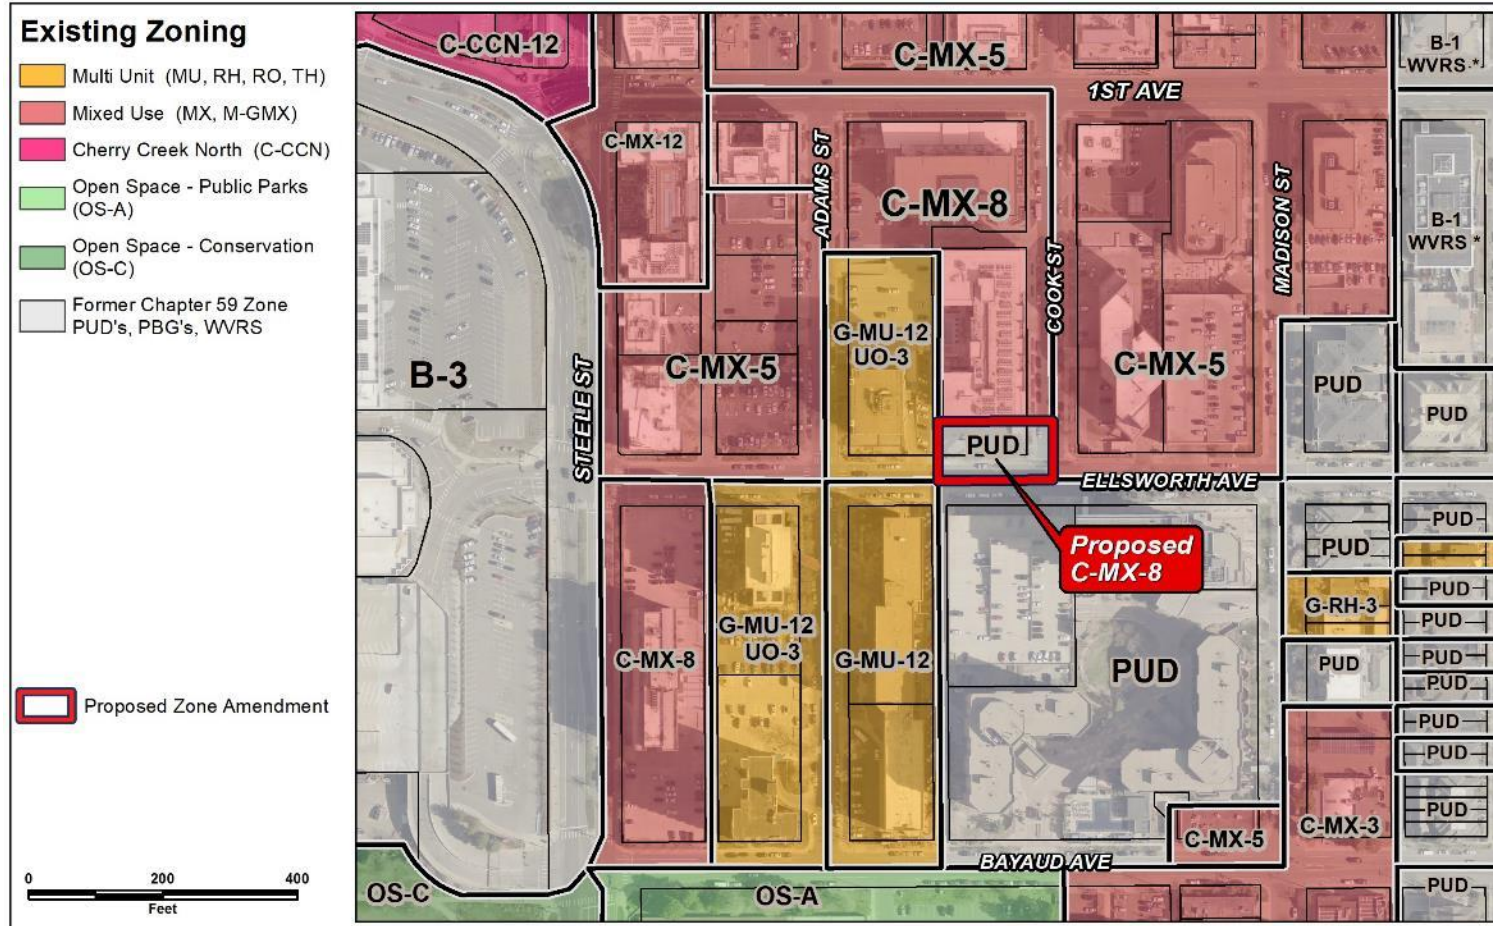 Existing Zoning
Multi Unit (MU, RH, RO, TH)
Mixed Use (MX, M-GMX)
Cherry Creek North (C-CCN)
Open Space - Public Parks
(OS-A)
Open Space - Conservation
(OS-C)
Former Chapter 59 Zone
PUD's, PBG's, WVRS
Proposed Zone Amendment
0
200
400
Feet
C-CCN-12
C-MX-5
B-1
WVRS *
1ST AVE
C-MX-12
ADAMS ST
C-MX-8
COOK ST
MADISON ST
B-1
WVRS *
B-3
STEELE ST
C-MX-5
G-MU-12
UO-3
C-MX-5
PUD
PUD
PUD
ELLSWORTH AVE
Proposed
C-MX-8
PUD
PUD
G-RH-3
PUD
PUD
C-MX-8
G-MU-12
UO-3
G-MU-12
PUD
PUD
PUD
PUD
PUD
PUD
PUD
C-MX-5
C-MX-3
BAYAUD AVE
OS-C
OS-A
PUD